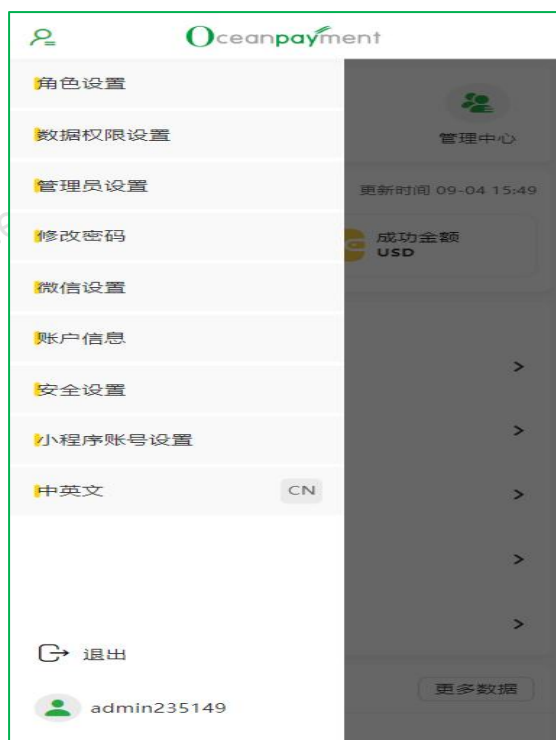 Oceanpayment
角色设置
数据权限设置
管理中心
管理员设置
更新时间 09-04 15:49
修改密码
成功金额
USD
微信设置
账户信息
安全设置
小程序账号设置
中英文 CN
退出
更多数据
admin235149